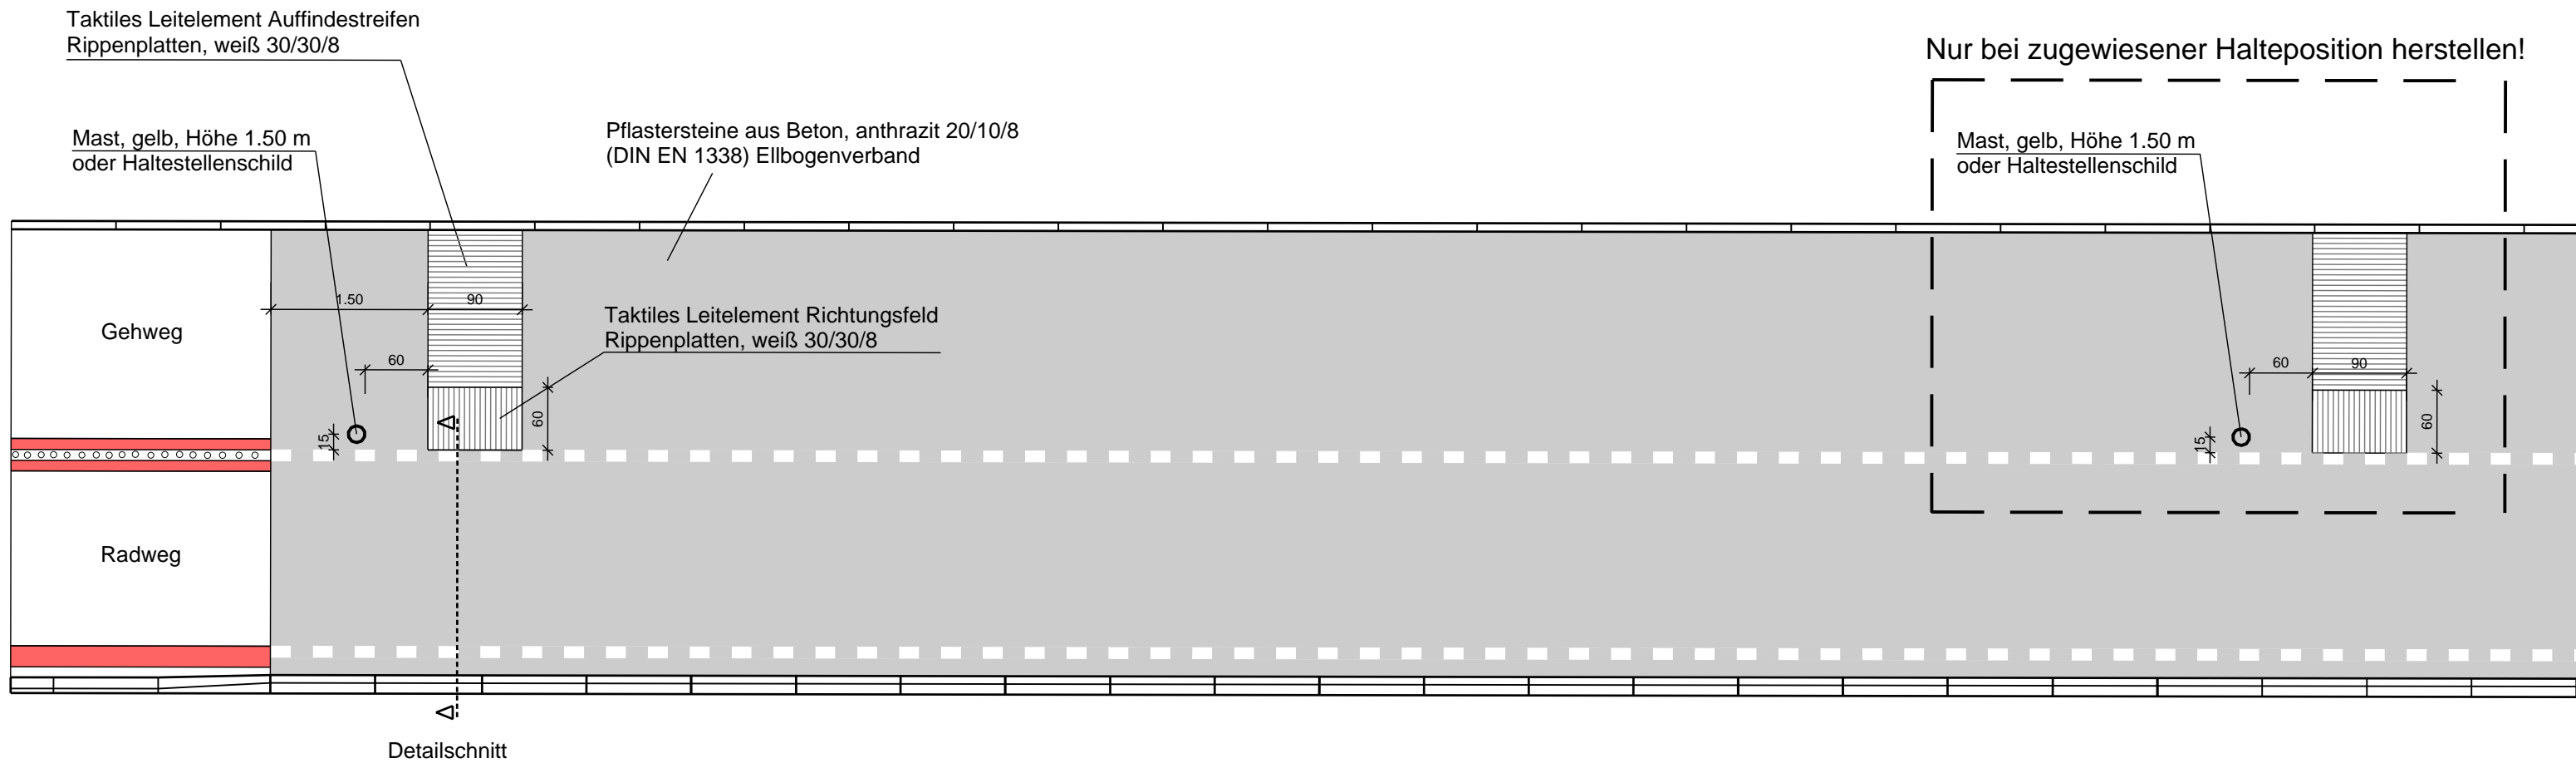 Taktiles Leitelement Auffindestreifen
Rippenplatten, weiß 30/30/8
Nur bei zugewiesener Halteposition herstellen!
Mast, gelb, Höhe 1.50 m
oder Haltestellenschild
Pflastersteine aus Beton, anthrazit 20/10/8
(DIN EN 1338) Ellbogenverband
Mast, gelb, Höhe 1.50 m
oder Haltestellenschild
1.50
90
Gehweg
Taktiles Leitelement Richtungsfeld
Rippenplatten, weiß 30/30/8
60
60
90
60
15
60
15
Radweg
Detailschnitt